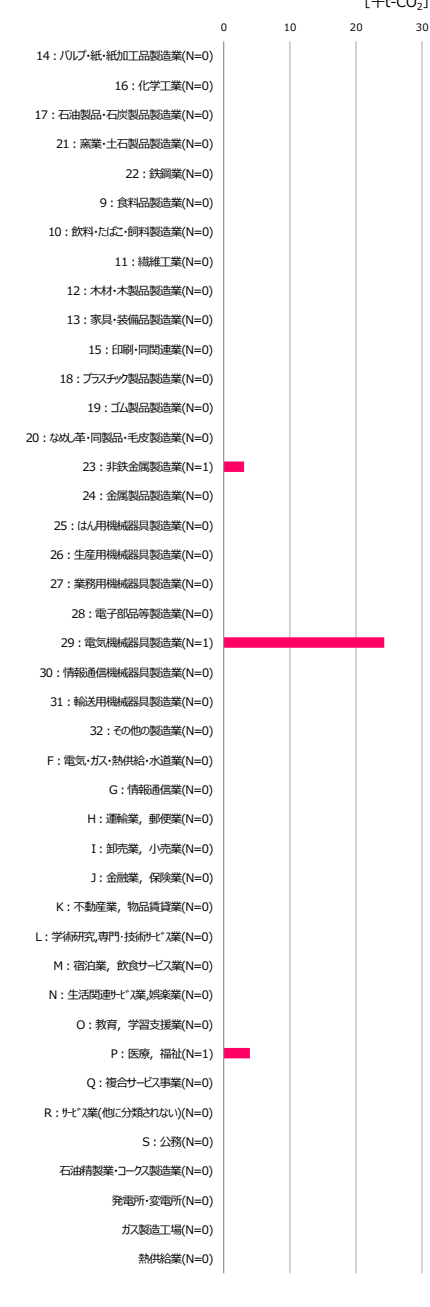 [千t-CO₂]
0 10 20 30
14：パルプ・紙・紙加工品製造業(N=0)
16：化学工業(N=0)
17：石油製品・石炭製品製造業(N=0)
21：窯業・土石製品製造業(N=0)
22：鉄鋼業(N=0)
9：食料品製造業(N=0)
10：飲料・たばこ・飼料製造業(N=0)
11：繊維工業(N=0)
12：木材・木製品製造業(N=0)
13：家具・装備品製造業(N=0)
15：印刷・同関連業(N=0)
18：プラスチック製品製造業(N=0)
19：ゴム製品製造業(N=0)
20：なめし革・同製品・毛皮製造業(N=0)
23：非鉄金属製造業(N=1)
24：金属製品製造業(N=0)
25：はん用機械器具製造業(N=0)
26：生産用機械器具製造業(N=0)
27：業務用機械器具製造業(N=0)
28：電子部品等製造業(N=0)
29：電気機械器具製造業(N=1)
30：情報通信機械器具製造業(N=0)
31：輸送用機械器具製造業(N=0)
32：その他の製造業(N=0)
F：電気・ガス・熱供給・水道業(N=0)
G：情報通信業(N=0)
H：運輸業，郵便業(N=0)
I：卸売業，小売業(N=0)
J：金融業，保険業(N=0)
K：不動産業，物品賃貸業(N=0)
L：学術研究,専門・技術ｻｰﾋﾞｽ業(N=0)
M：宿泊業，飲食サービス業(N=0)
N：生活関連ｻｰﾋﾞｽ業,娯楽業(N=0)
O：教育，学習支援業(N=0)
P：医療，福祉(N=1)
Q：複合サービス事業(N=0)
R：ｻｰﾋﾞｽ業(他に分類されない)(N=0)
S：公務(N=0)
石油精製業・コークス製造業(N=0)
発電所・変電所(N=0)
ガス製造工場(N=0)
熱供給業(N=0)